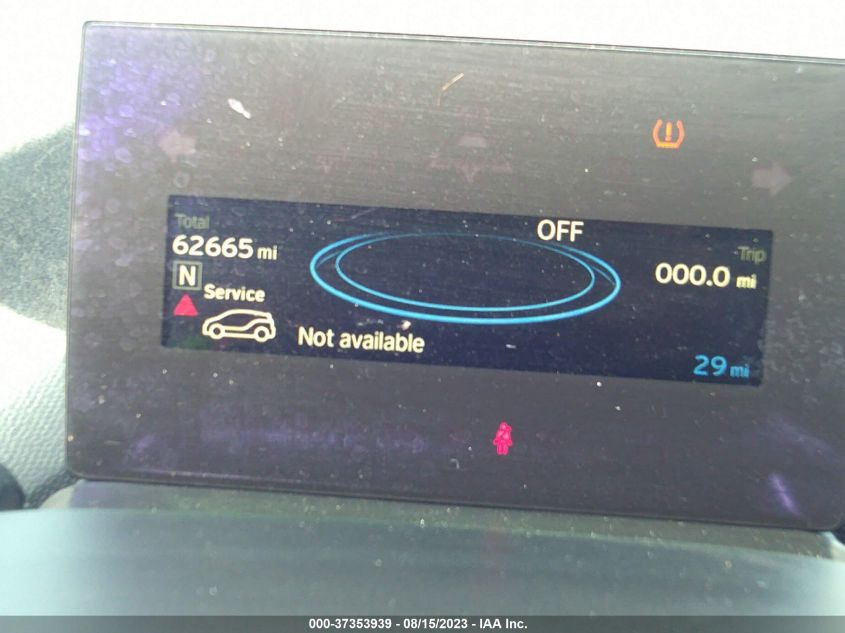 OFF
Total
62665 mi
Trip
000.0 mi
N
Service
Not available
29 mi
000-37353939 - 08/15/2023 - IAA Inc.